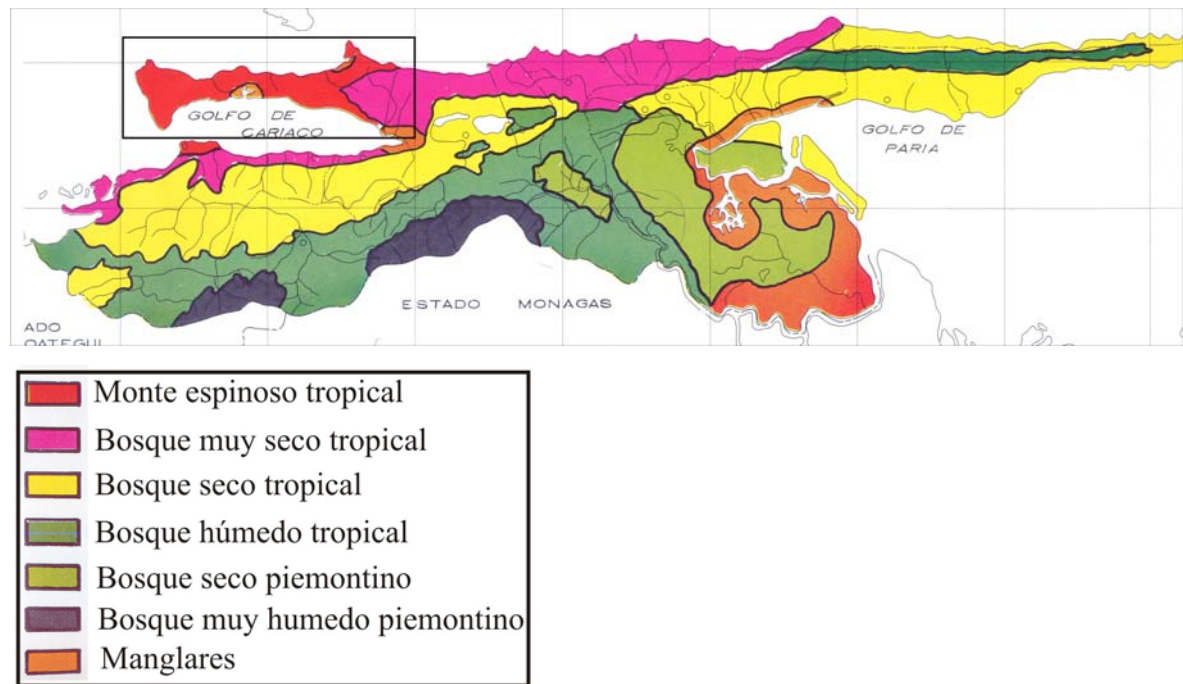 GOLFO DE
CARIACO
GOLFO DE
PARIA
ESTADO MONAGAS
ADO
OATEGUI
Monte espinoso tropical
Bosque muy seco tropical
Bosque seco tropical
Bosque húmedo tropical
Bosque seco piemontino
Bosque muy humedo piemontino
Manglares